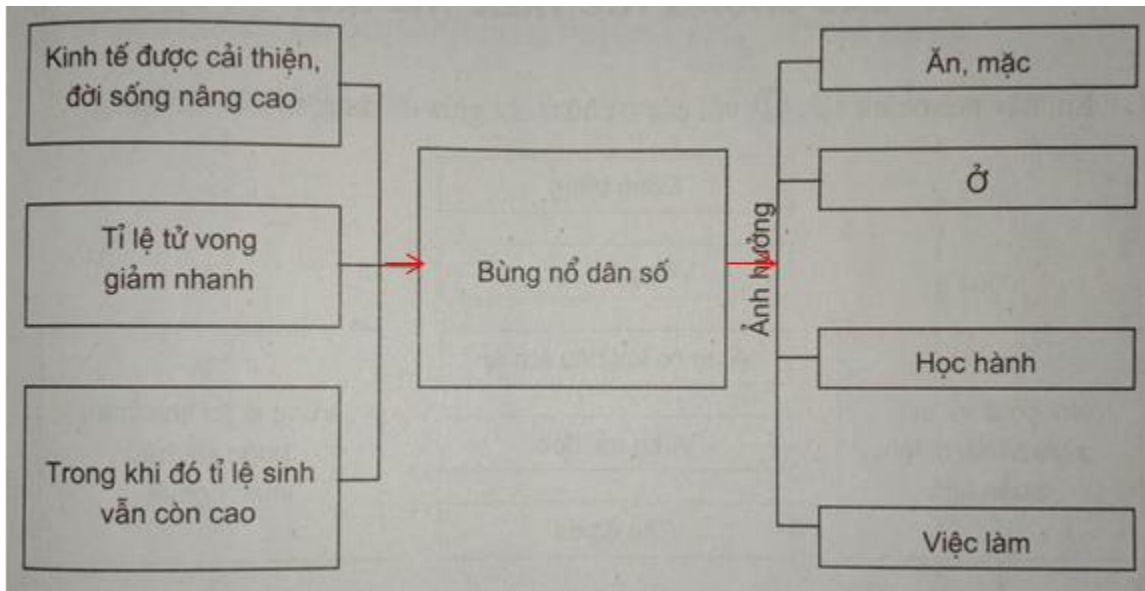 Kinh tế được cải thiện,
đời sống nâng cao
Tỉ lệ tử vong
giảm nhanh
Trong khi đó tỉ lệ sinh
vẫn còn cao
Bùng nổ dân số
Ảnh hưởng
Ăn, mặc
Ở
Học hành
Việc làm